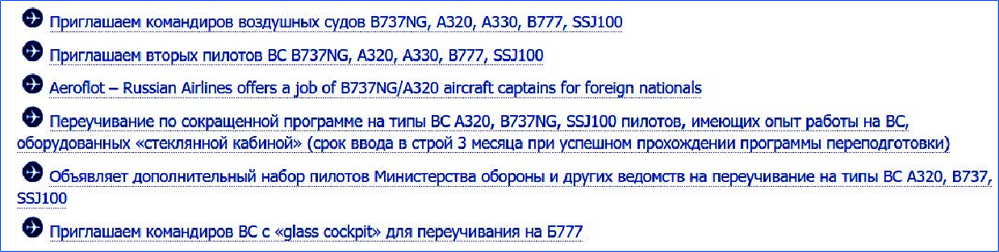 Приглашаем командиров воздушных судов B737NG, A320, A330, B777, SSJ100
Приглашаем вторых пилотов ВС B737NG, A320, A330, B777, SSJ100
Aeroflot – Russian Airlines offers a job of B737NG/A320 aircraft captains for foreign nationals
Переучивание по сокращенной программе на типы ВС A320, B737NG, SSJ100 пилотов, имеющих опыт работы на ВС,
оборудованных «стеклянной кабиной» (срок ввода в строй 3 месяца при успешном прохождении программы переподготовки)
Объявляет дополнительный набор пилотов Министерства обороны и других ведомств на переучивание на типы ВС A320, B737,
SSJ100
Приглашаем командиров ВС с «glass cockpit» для переучивания на Б777